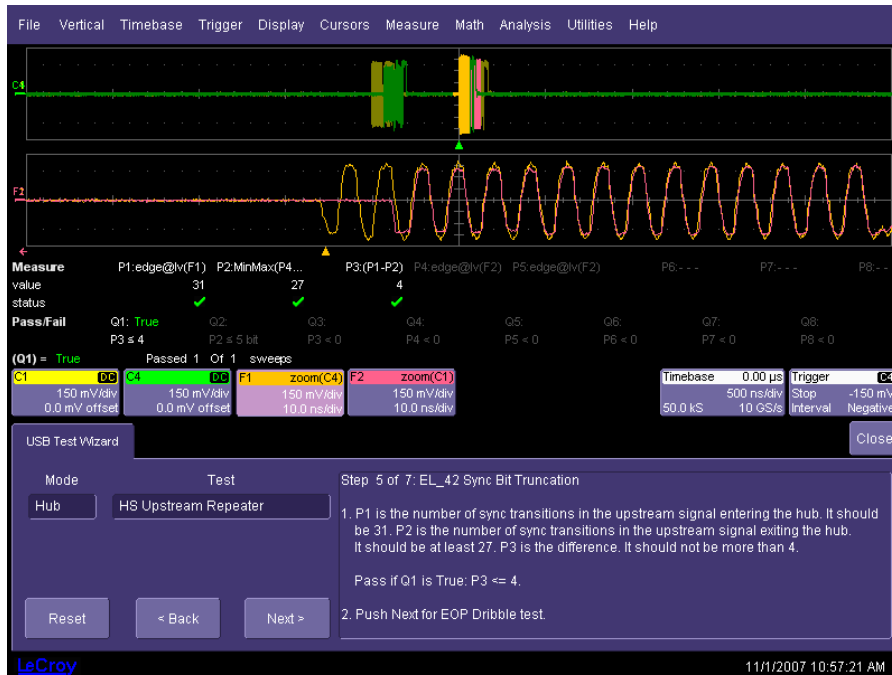 File Vertical Timebase Trigger Display Cursors Measure Math Analysis Utilities Help
C4
F2
Measure P1:edge@lv(F1) P2:MinMax(P4... P3:(P1-P2) P4:edge@lv(F2) P5:edge@lv(F2) P6:- - - P7:- - - P8:- -
value 31 27 4
status
Pass/Fail Q1: True Q2: Q3: Q4: Q5: Q6: Q7: Q8:
P3 ≤ 4 P2 ≤ 5 bit P3 < 0 P4 < 0 P5 < 0 P6 < 0 P7 < 0 P8 < 0
(Q1) = True Passed 1 Of 1 sweeps
C1 DC C4 DC F1 zoom(C4) F2 zoom(C1) Timebase 0.00 µs Trigger C4
150 mV/div 150 mV/div 150 mV/div 150 mV/div 500 ns/div Stop -150 mV
0.0 mV offset 0.0 mV offset 10.0 ns/div 10.0 ns/div 50.0 kS 10 GS/s Interval Negative
USB Test Wizard Close
Mode Test
Hub HS Upstream Repeater
Step 5 of 7: EL_42 Sync Bit Truncation
1. P1 is the number of sync transitions in the upstream signal entering the hub. It should
be 31. P2 is the number of sync transitions in the upstream signal exiting the hub.
It should be at least 27. P3 is the difference. It should not be more than 4.
Pass if Q1 is True: P3 <= 4.
2. Push Next for EOP Dribble test.
Reset < Back Next >
LeCroy 11/1/2007 10:57:21 AM